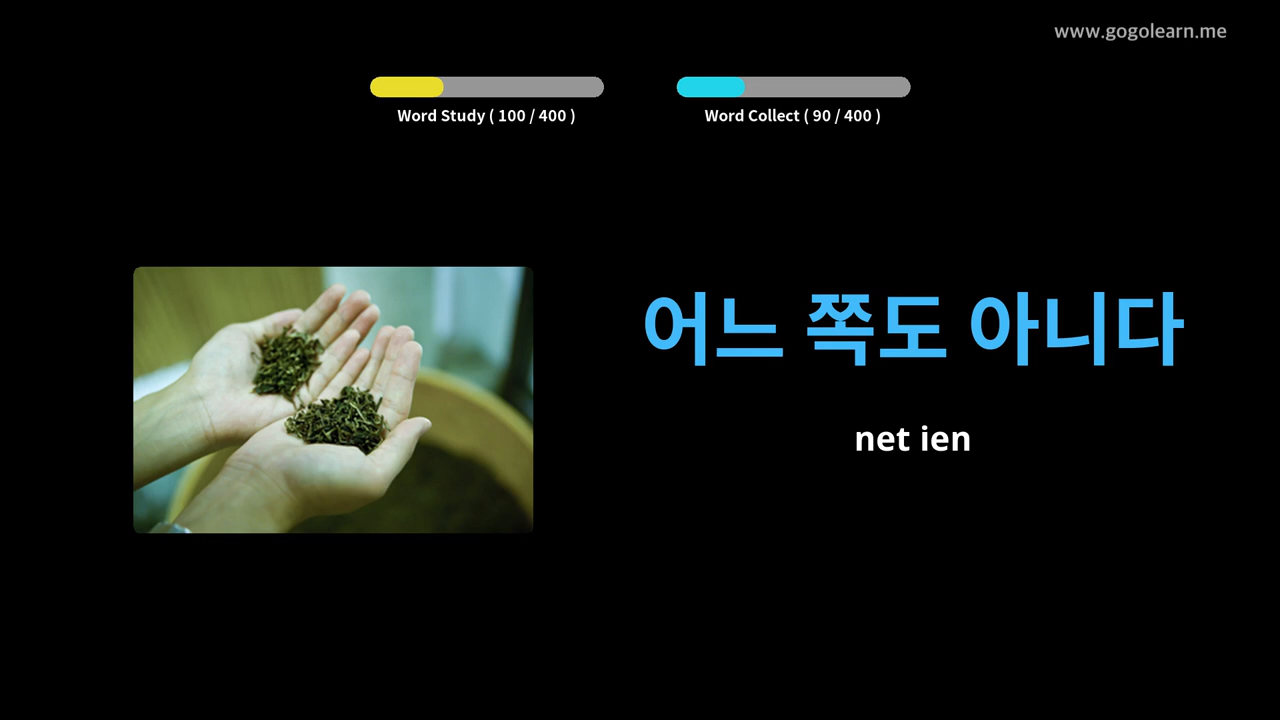 www.gogolearn.me
Word Study ( 100 / 400 )
Word Collect ( 90 / 400 )
어느 쪽도 아니다
net ien